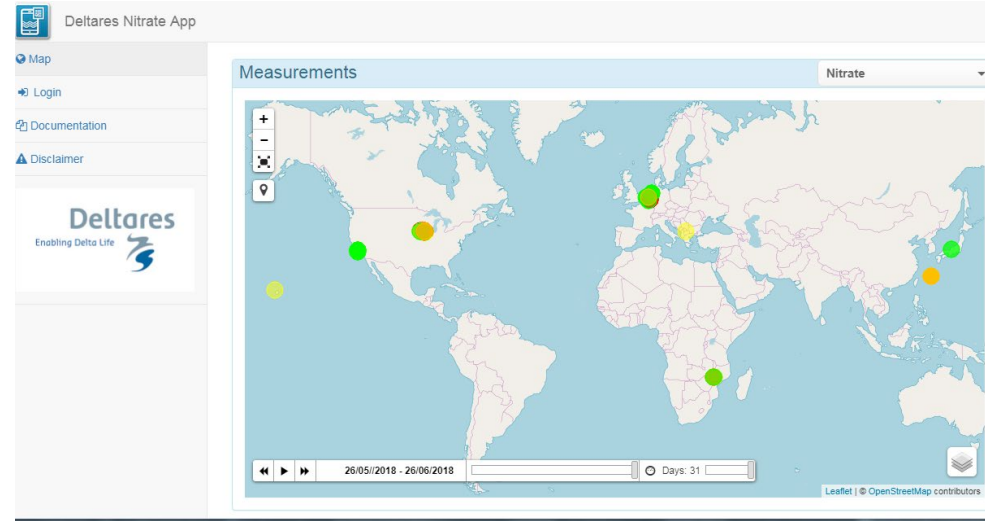 Deltares Nitrate App
Map
Login
Documentation
Disclaimer
Deltares
Enabling Delta Life
Measurements
Nitrate
+
−
26/05//2018 - 26/06/2018
Days: 31
Leaflet | © OpenStreetMap contributors